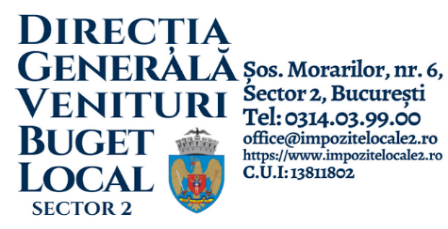 DIRECȚIA
GENERALĂ
VENITURI
BUGET
LOCAL
SECTOR 2
Șos. Morarilor, nr. 6,
Sector 2, București
Tel: 0314.03.99.00
office@impozitelocale2.ro
https://www.impozitelocale2.ro
C.U.I: 13811802